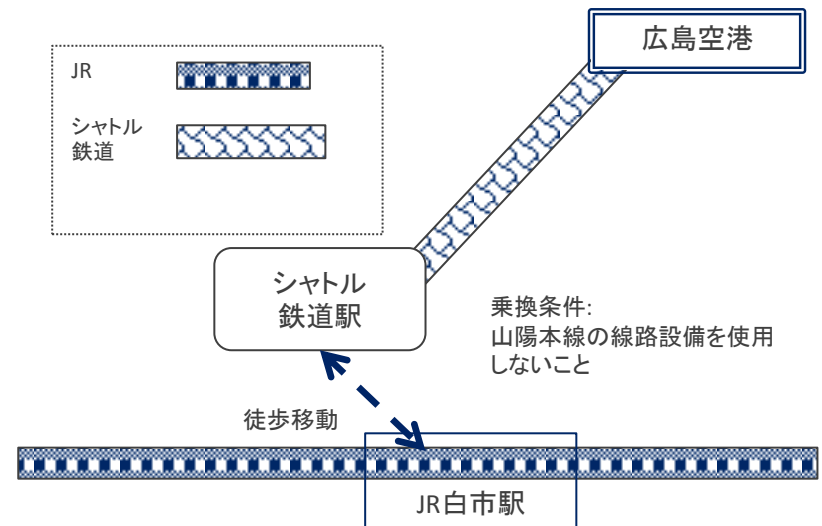 広島空港
JR
シャトル
鉄道
シャトル
鉄道駅
乗換条件:
山陽本線の線路設備を使用
しないこと
徒歩移動
JR白市駅